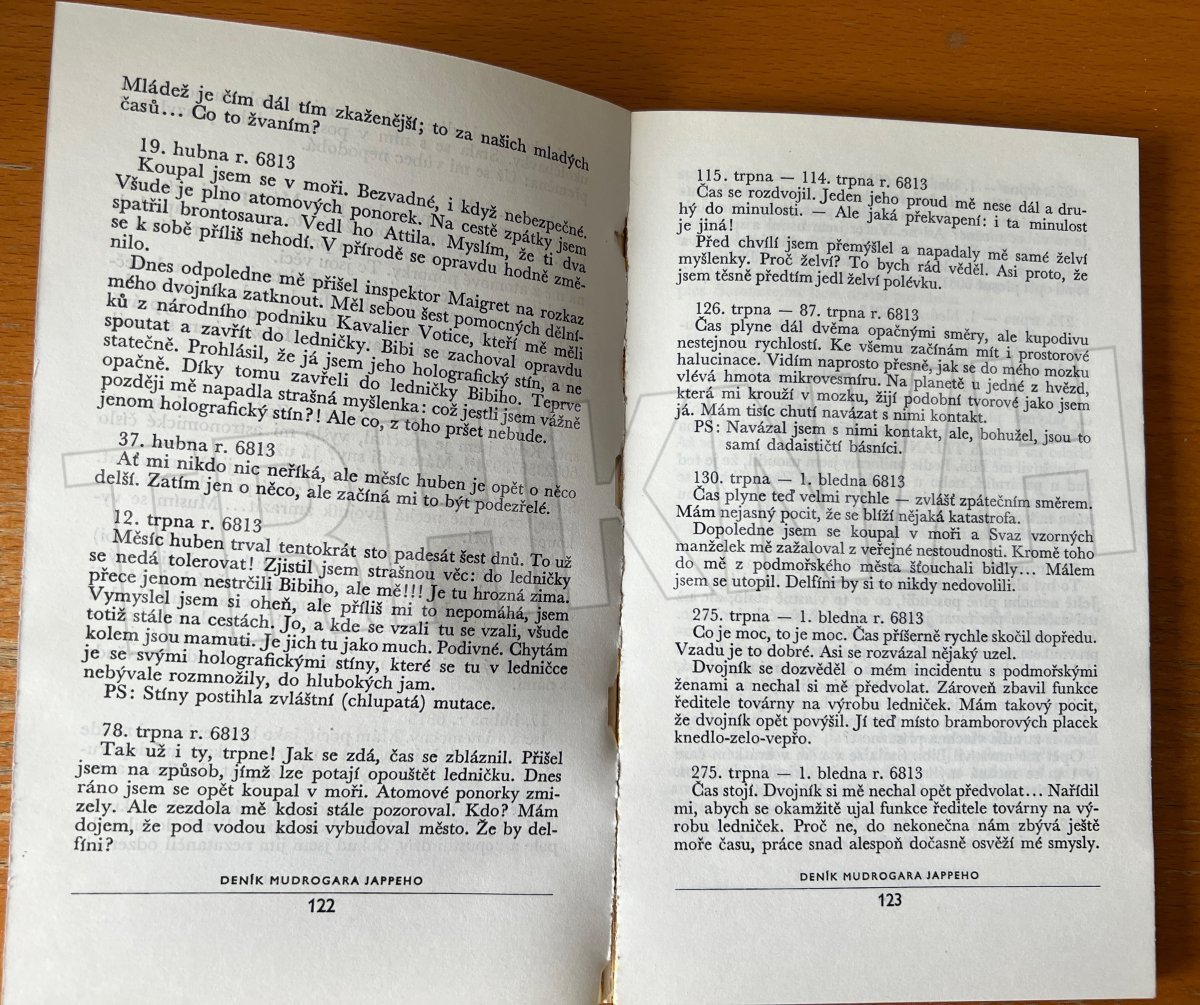 Mládež je čím dál tím zkaženější; to za našich mladých
časů... Co to žvaním?
19. hubna r. 6813
Koupal jsem se v moři. Bezvadné, i když nebezpečné.
Všude je plno atomových ponorek. Na cestě zpátky jsem
spatřil brontosaura. Vedl ho Attila. Myslím, že ti dva
se k sobě příliš nehodí. V přírodě se opravdu hodně změ-
nilo.
Dnes odpoledne mě přišel inspektor Maigret na rozkaz
mého dvojníka zatknout. Měl sebou šest pomocných dělní-
ků z národního podniku Kavalier Votice, kteří mě měli
spoutat a zavřít do ledničky. Bibi se zachoval opravdu
statečně. Prohlásil, že já jsem jeho holografický stín, a ne
opačně. Díky tomu zavřeli do ledničky Bibiho. Teprve
později mě napadla strašná myšlenka: což jestli jsem vážně
jenom holografický stín?! Ale co, z toho pršet nebude.
37. hubna r. 6813
Ať mi nikdo nic neříká, ale měsíc huben je opět o něco
delší. Zatím jen o něco, ale začíná mi to být podezřelé.
12. trpna r. 6813
Měsíc huben trval tentokrát sto padesát šest dnů. To už
se nedá tolerovat! Zjistil jsem strašnou věc: do ledničky
přece jenom nestrčili Bibiho, ale mě!!! Je tu hrozná zima.
Vymyslel jsem si oheň, ale příliš mi to nepomáhá, jsem
totiž stále na cestách. Jo, a kde se vzali tu se vzali, všude
kolem jsou mamuti. Je jich tu jako much. Podivné. Chytám
je se svými holografickými stíny, které se tu v ledničce
nebývale rozmnožily, do hlubokých jam.
PS: Stíny postihla zvláštní (chlupatá) mutace.
78. trpna r. 6813
Tak už i ty, trpne! Jak se zdá, čas se zbláznil. Přišel
jsem na způsob, jímž lze potají opouštět ledničku. Dnes
ráno jsem se opět koupal v moři. Atomové ponorky zmi-
zely. Ale zezdola mě kdosi stále pozoroval. Kdo? Mám
dojem, že pod vodou kdosi vybudoval město. Že by del-
fíni?
DENÍK MUDROGARA JAPPEHO
122
115. trpna — 114. trpna r. 6813
Čas se rozdvojil. Jeden jeho proud mě nese dál a dru-
hý do minulosti. — Ale jaká překvapení: i ta minulost
je jiná!
Před chvílí jsem přemýšlel a napadaly mě samé želví
myšlenky. Proč želví? To bych rád věděl. Asi proto, že
jsem těsně předtím jedl želví polévku.
126. trpna — 87. trpna r. 6813
Čas plyne dál dvěma opačnými směry, ale kupodivu
nestejnou rychlostí. Ke všemu začínám mít i prostorové
halucinace. Vidím naprosto přesně, jak se do mého mozku
vlévá hmota mikrovesmíru. Na planetě u jedné z hvězd,
která mi krouží v mozku, žijí podobní tvorové jako jsem
já. Mám tisíc chutí navázat s nimi kontakt.
PS: Navázal jsem s nimi kontakt, ale, bohužel, jsou to
samí dadaističtí básníci.
130. trpna — 1. bledna 6813
Čas plyne teď velmi rychle — zvlášť zpátečním směrem.
Mám nejasný pocit, že se blíží nějaká katastrofa.
Dopoledne jsem se koupal v moři a Svaz vzorných
manželek mě zažaloval z veřejné nestoudnosti. Kromě toho
do mě z podmořského města šťouchali bidly... Málem
jsem se utopil. Delfíni by si to nikdy nedovolili.
275. trpna — 1. bledna r. 6813
Co je moc, to je moc. Čas příšerně rychle skočil dopředu.
Vzadu je to dobré. Asi se rozvázal nějaký uzel.
Dvojník se dozvěděl o mém incidentu s podmořskými
ženami a nechal si mě předvolat. Zároveň zbavil funkce
ředitele továrny na výrobu ledniček. Mám takový pocit,
že dvojník opět povýšil. Jí teď místo bramborových placek
knedlo-zelo-vepřo.
275. trpna — 1. bledna r. 6813
Čas stojí. Dvojník si mě nechal opět předvolat... Nařídil
mi, abych se okamžitě ujal funkce ředitele továrny na vý-
robu ledniček. Proč ne, do nekonečna nám zbývá ještě
moře času, práce snad alespoň dočasně osvěží mé smysly.
DENÍK MUDROGARA JAPPEHO
123